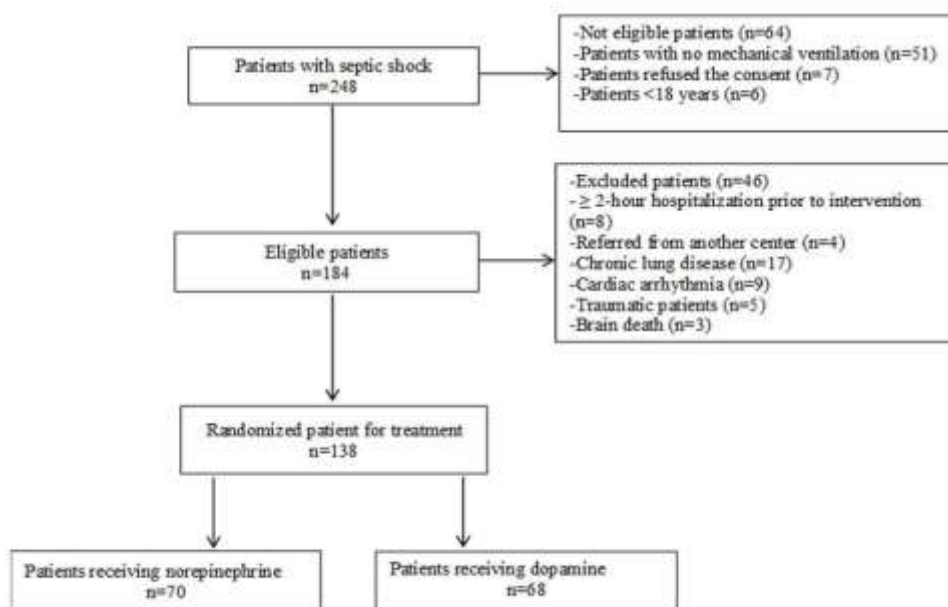 Patients with septic shock
n=248
-Not eligible patients (n=64)
-Patients with no mechanical ventilation (n=51)
-Patients refused the consent (n=7)
-Patients <18 years (n=6)
Eligible patients
n=184
-Excluded patients (n=46)
- ≥ 2-hour hospitalization prior to intervention
(n=8)
-Referred from another center (n=4)
-Chronic lung disease (n=17)
-Cardiac arrhythmia (n=9)
-Traumatic patients (n=5)
-Brain death (n=3)
Randomized patient for treatment
n=138
Patients receiving norepinephrine
n=70
Patients receiving dopamine
n=68